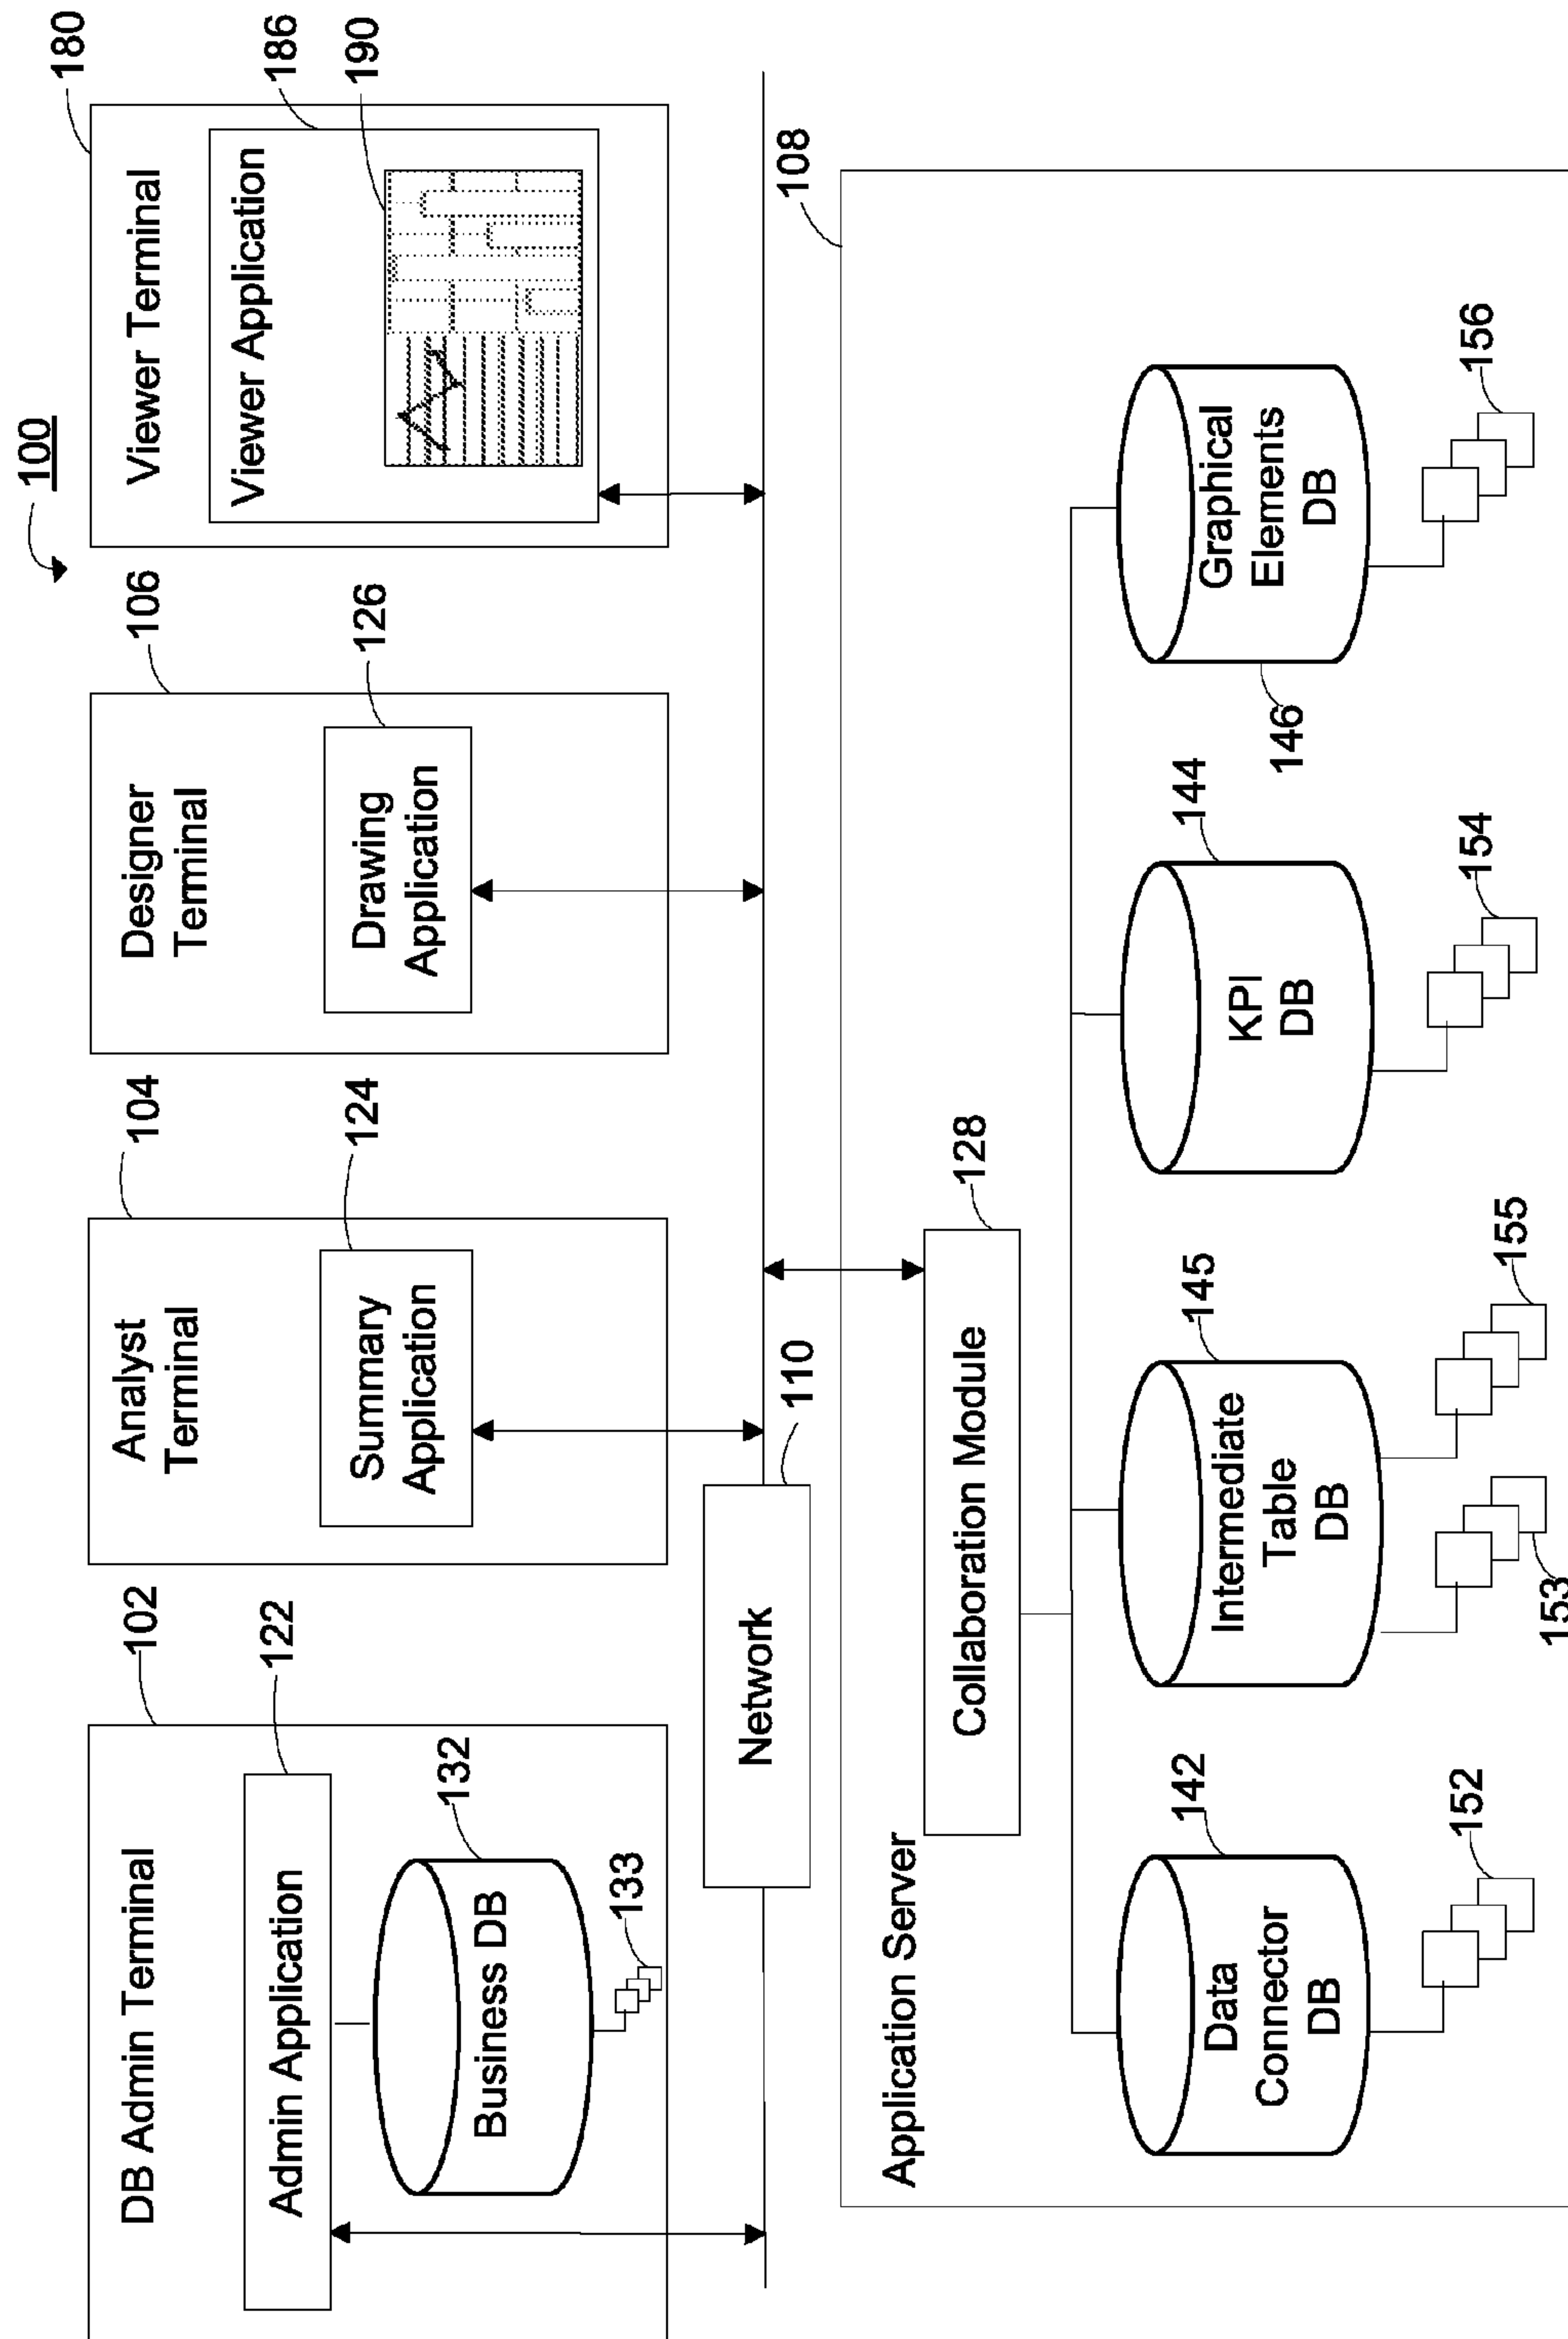 100
DB Admin Terminal
102
Admin Application
122
Business DB
132
133
Analyst
Terminal
104
Summary
Application
124
Designer
Terminal
106
Drawing
Application
126
Viewer Terminal
180
Viewer Application
186
190
Network
110
Application Server
108
Collaboration Module
128
Data
Connector
DB
142
152
Intermediate
Table
DB
145
153
155
KPI
DB
144
154
Graphical
Elements
DB
146
156